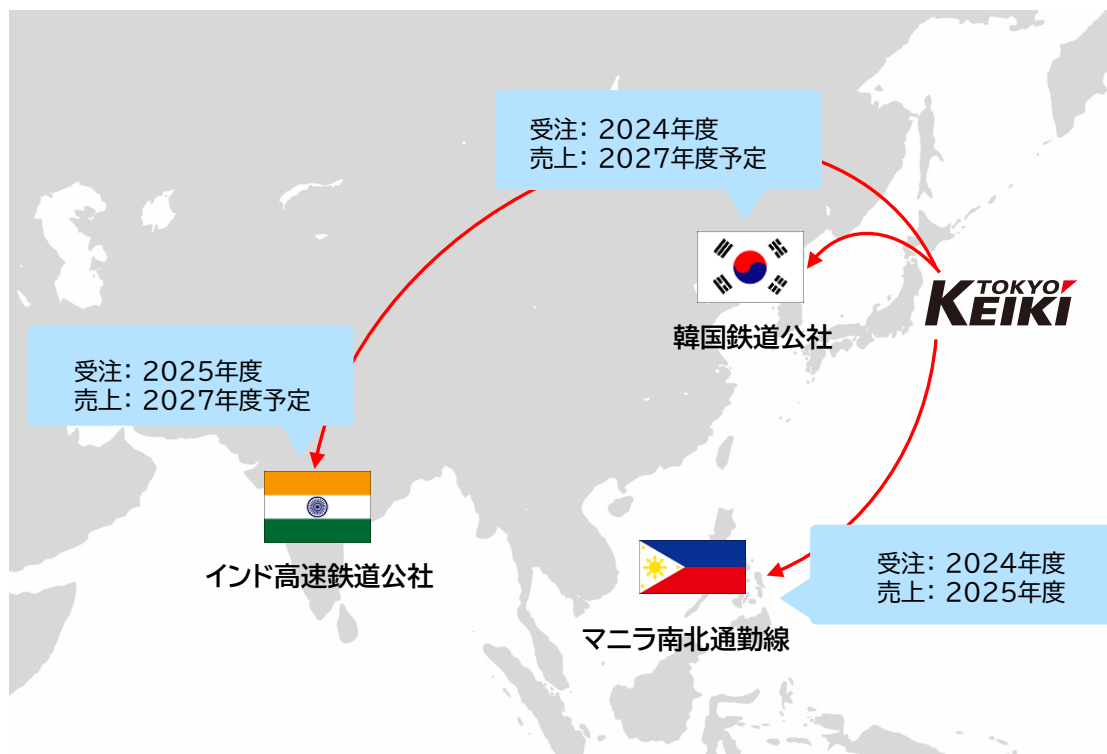 受注： 2024年度
売上： 2027年度予定
韓国鉄道公社
TOKYO
KEIKI
受注： 2025年度
売上： 2027年度予定
インド高速鉄道公社
受注： 2024年度
売上： 2025年度
マニラ南北通勤線